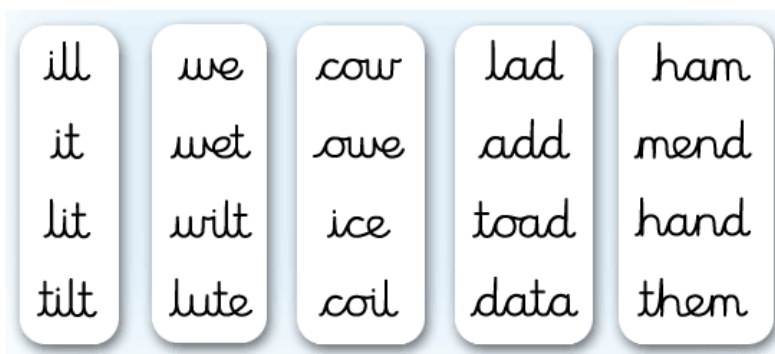 ill
it
lit
tilt
we
wet
wilt
lute
cow
owe
ice
coil
lad
add
toad
data
ham
mend
hand
them